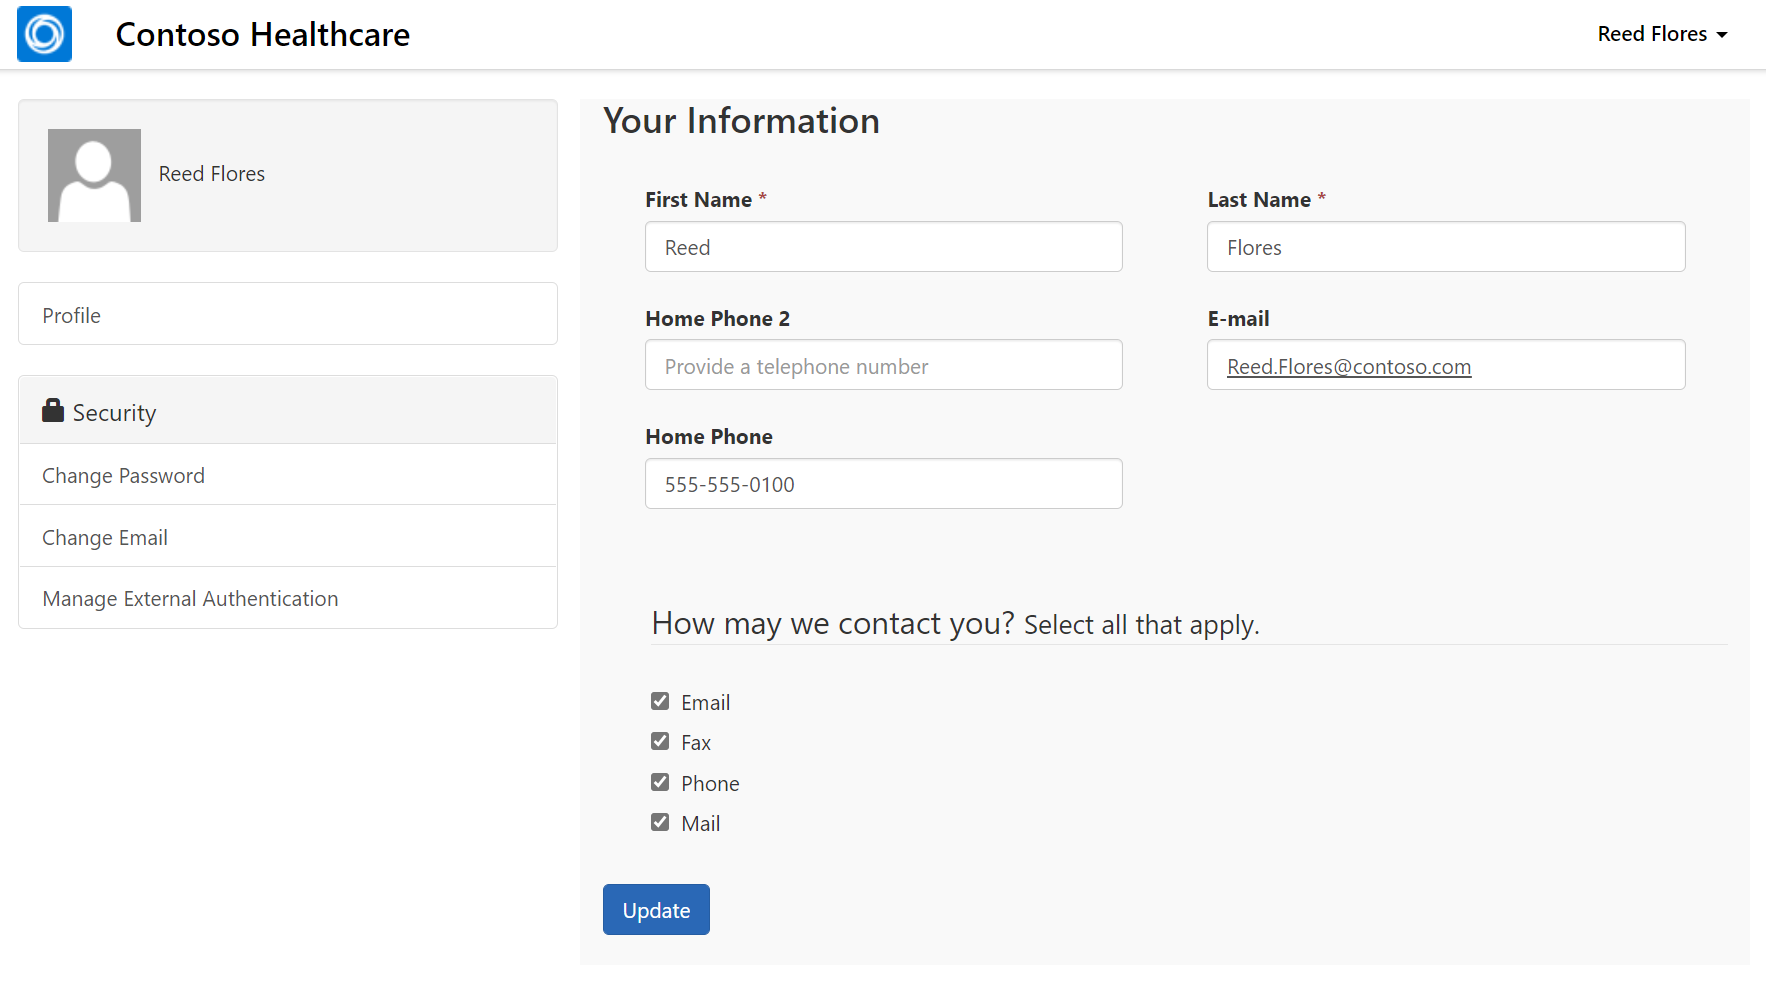 Contoso Healthcare
Reed Flores
Reed Flores
Profile
Security
Change Password
Change Email
Manage External Authentication
Your Information
First Name *
Last Name *
Reed
Flores
Home Phone 2
E-mail
Provide a telephone number
Reed.Flores@contoso.com
Home Phone
555-555-0100
How may we contact you? Select all that apply.
Email
Fax
Phone
Mail
Update